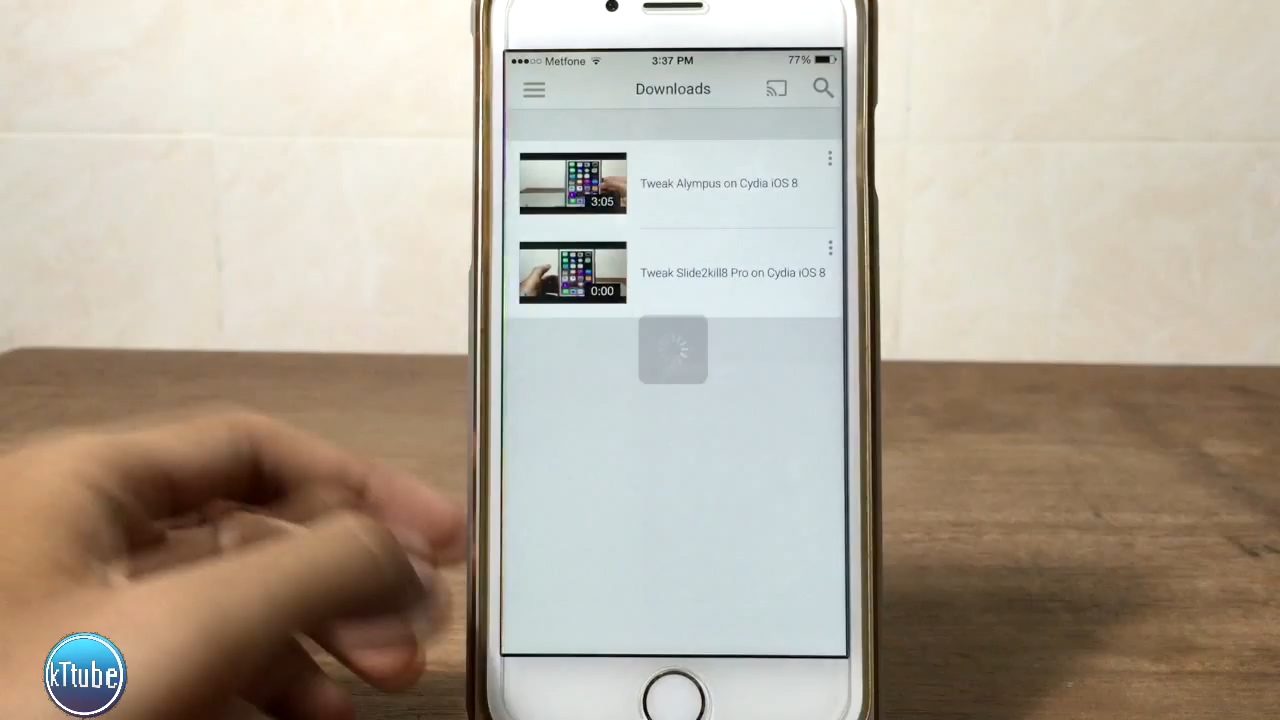 Metfone 3:37 PM 77%
Downloads
3:05
Tweak Alympus on Cydia iOS 8
0:00
Tweak Slide2kill8 Pro on Cydia iOS 8
kTtube